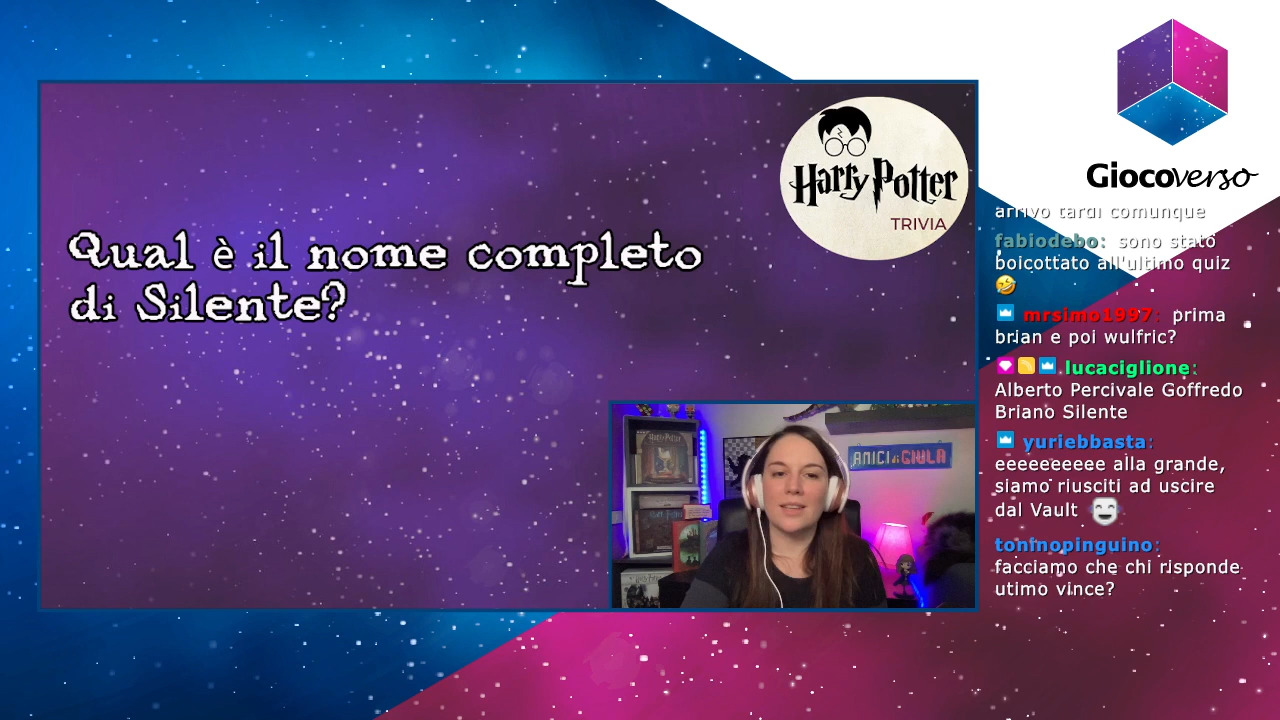 Qual è il nome completo
di Silente?
Harry Potter
TRIVIA
AMICI di GIULA
Giocoverso
arrivo tardi comunque
fabiodebo: sono stato
boicottato all'ultimo quiz
🤣
mrsimo1997: prima
brian e poi wulfric?
lucaciglione:
Alberto Percivale Goffredo
Briano Silente
yuriebbasta:
eeeeeeeee alla grande,
siamo riusciti ad uscire
dal Vault
toninopinguino:
facciamo che chi risponde
utimo vince?